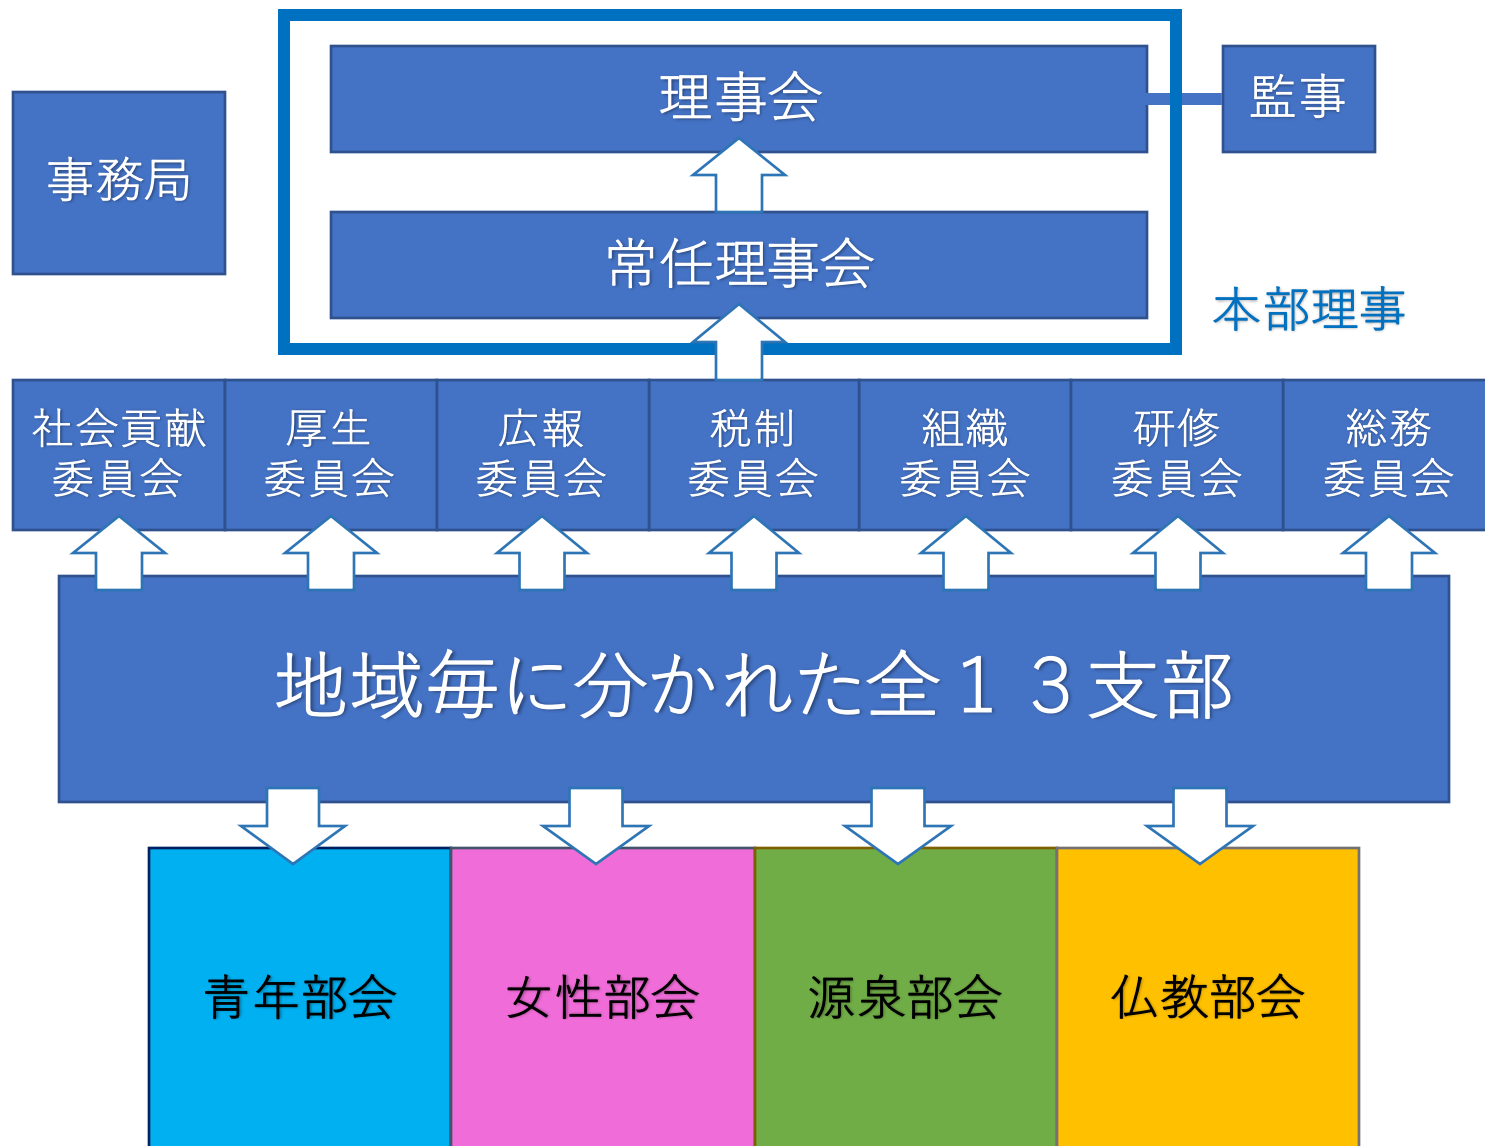 理事会
監事
事務局
常任理事会
本部理事
社会貢献
委員会
厚生
委員会
広報
委員会
税制
委員会
組織
委員会
研修
委員会
総務
委員会
地域毎に分かれた全１３支部
青年部会
女性部会
源泉部会
仏教部会